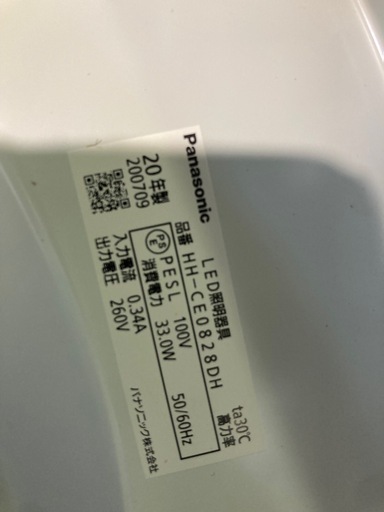 Panasonic
LED照明器具 ta30℃
品番 HH-CE0828DH 高力率
PS E PESL 100V 50/60Hz
消費電力 33.0W
入力電流 0.34A
出力電圧 260V
20年製
200709
パナソニック株式会社